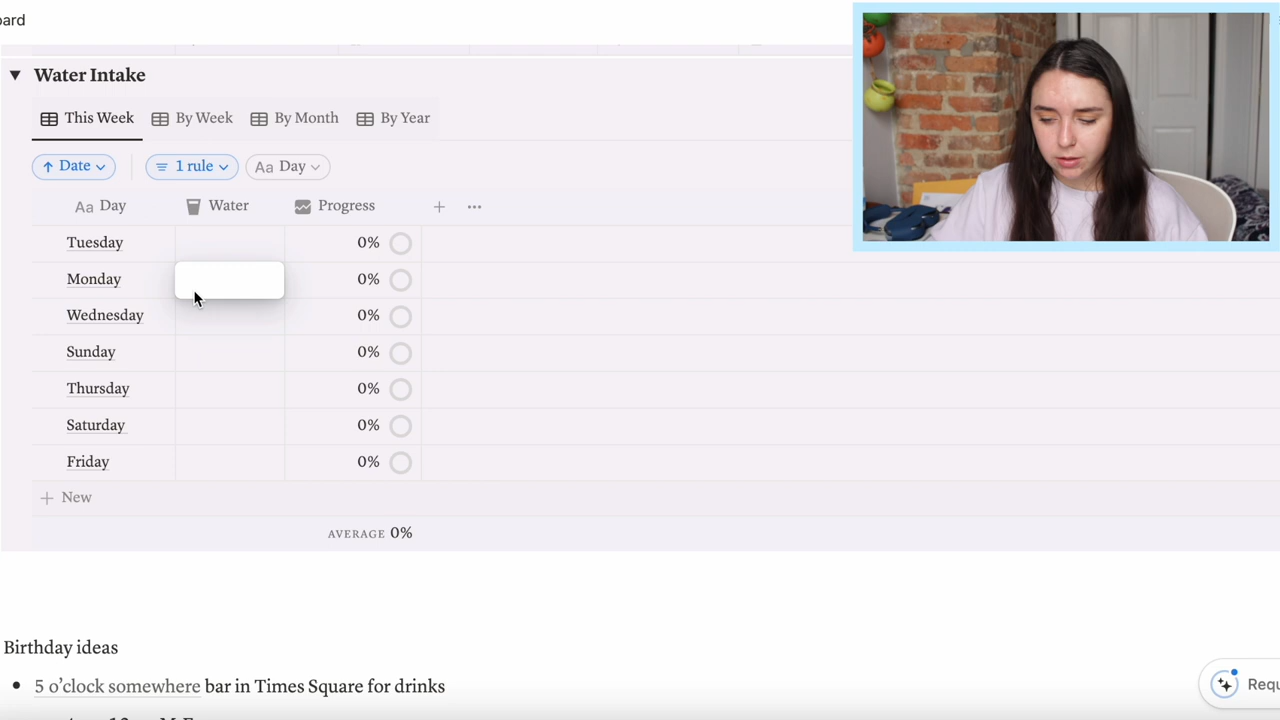 ard
Water Intake
This Week By Week By Month By Year
Date 1 rule Aa Day
Aa Day Water Progress
Tuesday 0%
Monday 0%
Wednesday 0%
Sunday 0%
Thursday 0%
Saturday 0%
Friday 0%
+ New
AVERAGE 0%
Birthday ideas
• 5 o'clock somewhere bar in Times Square for drinks
Requ